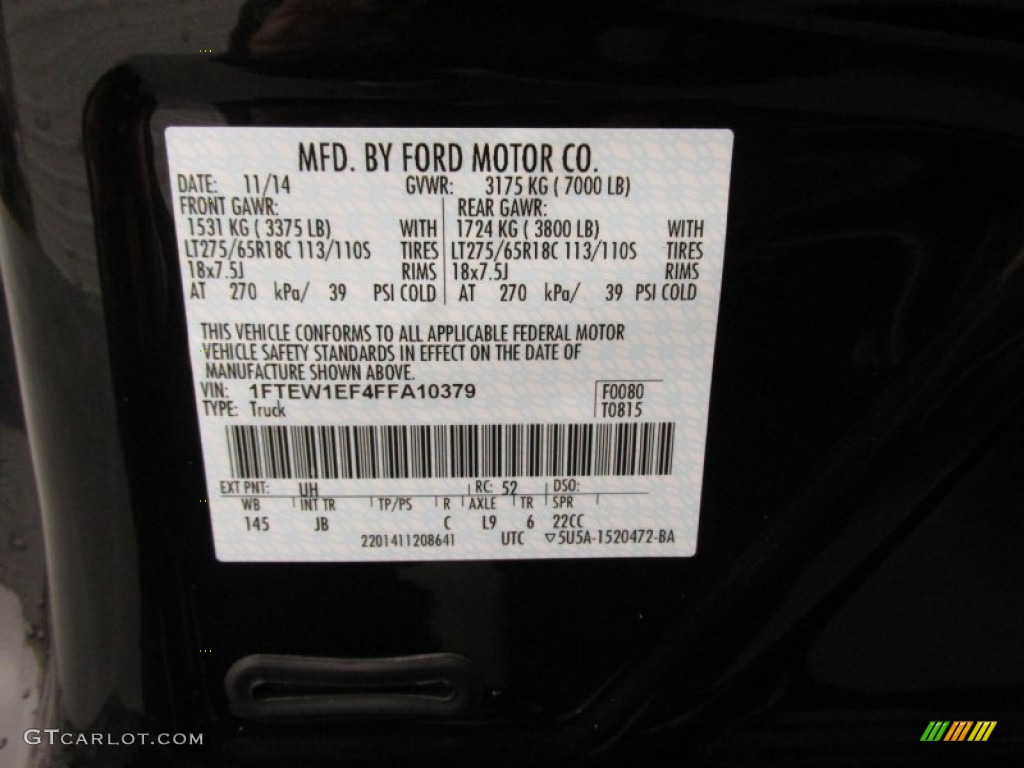 MFD. BY FORD MOTOR CO.
DATE: 11/14 GVWR: 3175 KG ( 7000 LB)
FRONT GAWR: REAR GAWR:
1531 KG ( 3375 LB) WITH 1724 KG ( 3800 LB) WITH
LT275/65R18C 113/110S TIRES LT275/65R18C 113/110S TIRES
18x7.5J RIMS 18x7.5J RIMS
AT 270 kPa/ 39 PSI COLD AT 270 kPa/ 39 PSI COLD
THIS VEHICLE CONFORMS TO ALL APPLICABLE FEDERAL MOTOR
VEHICLE SAFETY STANDARDS IN EFFECT ON THE DATE OF
MANUFACTURE SHOWN ABOVE.
VIN: 1FTEW1EF4FFA10379 F0080
TYPE: Truck T0815
EXT PNT: UH RC: 52 DSO:
WB INT TR TP/PS R AXLE TR SPR
145 JB C L9 6 22CC
2201411208641 UTC ▽5U5A-1520472-BA
GTCARLOT.COM